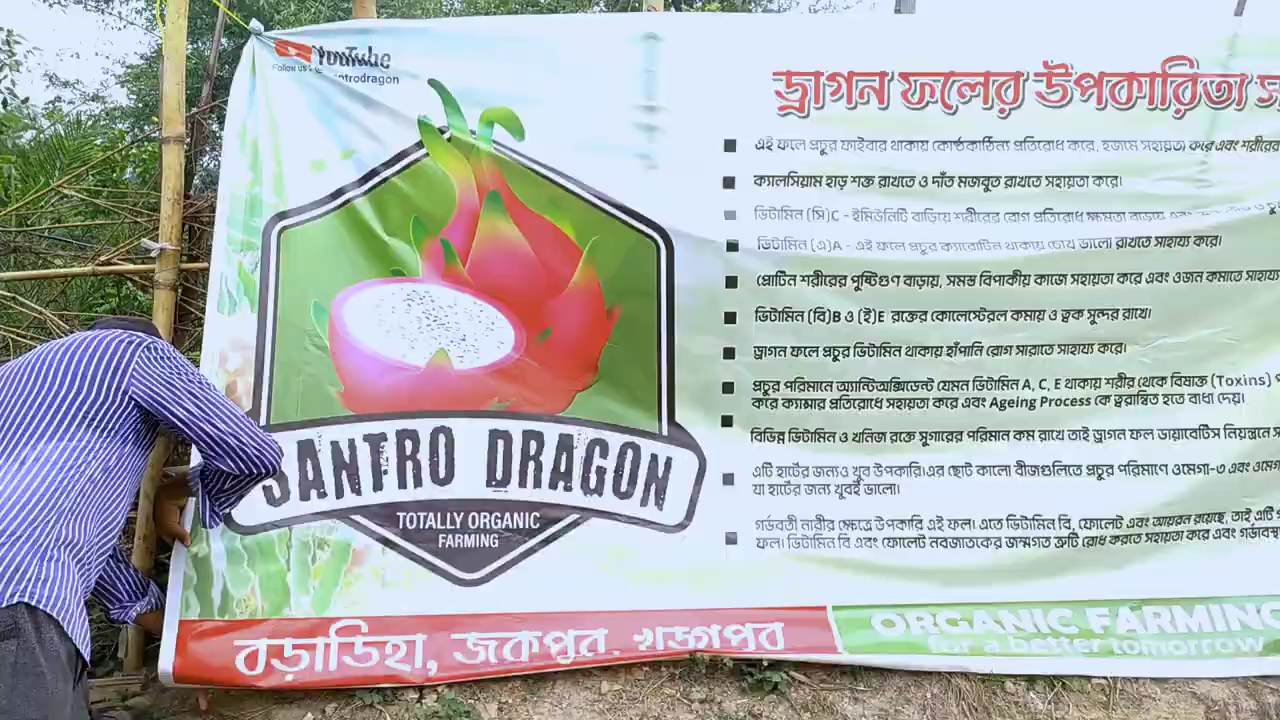 YouTube
Follow us
ntrodragon
ড্রাগন ফলের উপকারিতা
এই ফলে প্রচুর ফাইবার থাকায় কোষ্ঠকাঠিন্য প্রতিরোধ করে, হজমে সহায়তা করে এবং শরীরের
ক্যালসিয়াম হাড় শক্ত রাখতে ও দাঁত মজবুত রাখতে সহায়তা করে।
ভিটামিন (সি)C - ইমিউনিটি বাড়িয়ে শরীরের রোগ প্রতিরোধ ক্ষমতা বাড়ায় এবং
ভিটামিন (এ)A - এই ফলে প্রচুর ক্যারোটিন থাকায় চোখ ভালো রাখতে সাহায্য করে।
প্রোটিন শরীরের পুষ্টিগুণ বাড়ায়, সমস্ত বিপাকীয় কাজে সহায়তা করে এবং ওজন কমাতে সাহায্য
ভিটামিন (বি)B ও (ই)E রক্তের কোলেস্টেরল কমায় ও ত্বক সুন্দর রাখে।
ড্রাগন ফলে প্রচুর ভিটামিন থাকায় হাঁপানি রোগ সারাতে সাহায্য করে।
প্রচুর পরিমানে অ্যান্টিঅক্সিডেন্ট যেমন ভিটামিন A, C, E থাকায় শরীর থেকে বিষাক্ত (Toxins)
করে ক্যান্সার প্রতিরোধে সহায়তা করে এবং Ageing Process কে ত্বরান্বিত হতে বাধা দেয়।
বিভিন্ন ভিটামিন ও খনিজ রক্তে সুগারের পরিমান কম রাখে তাই ড্রাগন ফল ডায়াবেটিস নিয়ন্ত্রনে
এটি হার্টের জন্যও খুব উপকারি।এর ছোট কালো বীজগুলিতে প্রচুর পরিমাণে ওমেগা-৩ এবং ওমে
যা হার্টের জন্য খুবই ভালো।
গর্ভবতী নারীর ক্ষেত্রে উপকারি এই ফল। এতে ভিটামিন বি, ফোলেট এবং আয়রন রয়েছে, তাই এটি
ফল। ভিটামিন বি এবং ফোলেট নবজাতকের জন্মগত ত্রুটি রোধ করতে সহায়তা করে এবং
SANTRO DRAGON
TOTALLY ORGANIC
FARMING
বড়াডিহা, জকপুর, খড়্গপুর
ORGANIC FARMING
for a better tomorrow